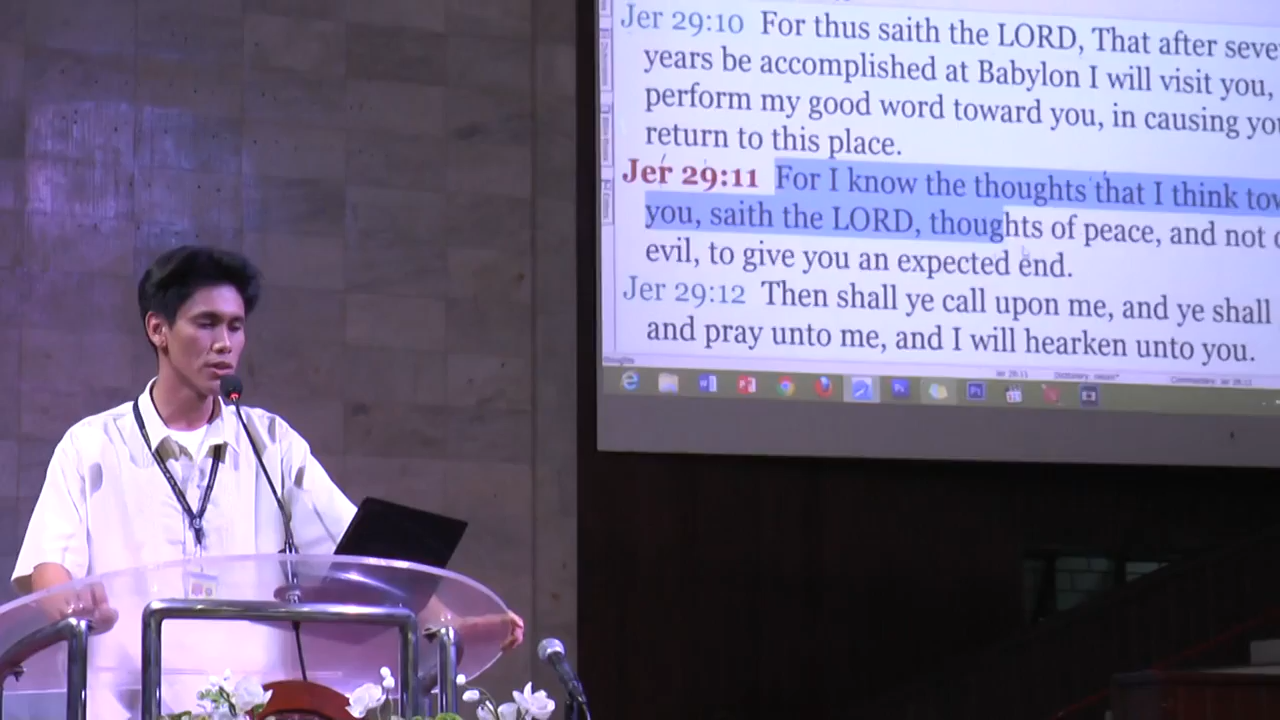 Jer 29:10 For thus saith the LORD, That after seve
years be accomplished at Babylon I will visit you,
perform my good word toward you, in causing yo
return to this place.
Jer 29:11 For I know the thoughts that I think tow
you, saith the LORD, thoughts of peace, and not
evil, to give you an expected end.
Jer 29:12 Then shall ye call upon me, and ye shall
and pray unto me, and I will hearken unto you.